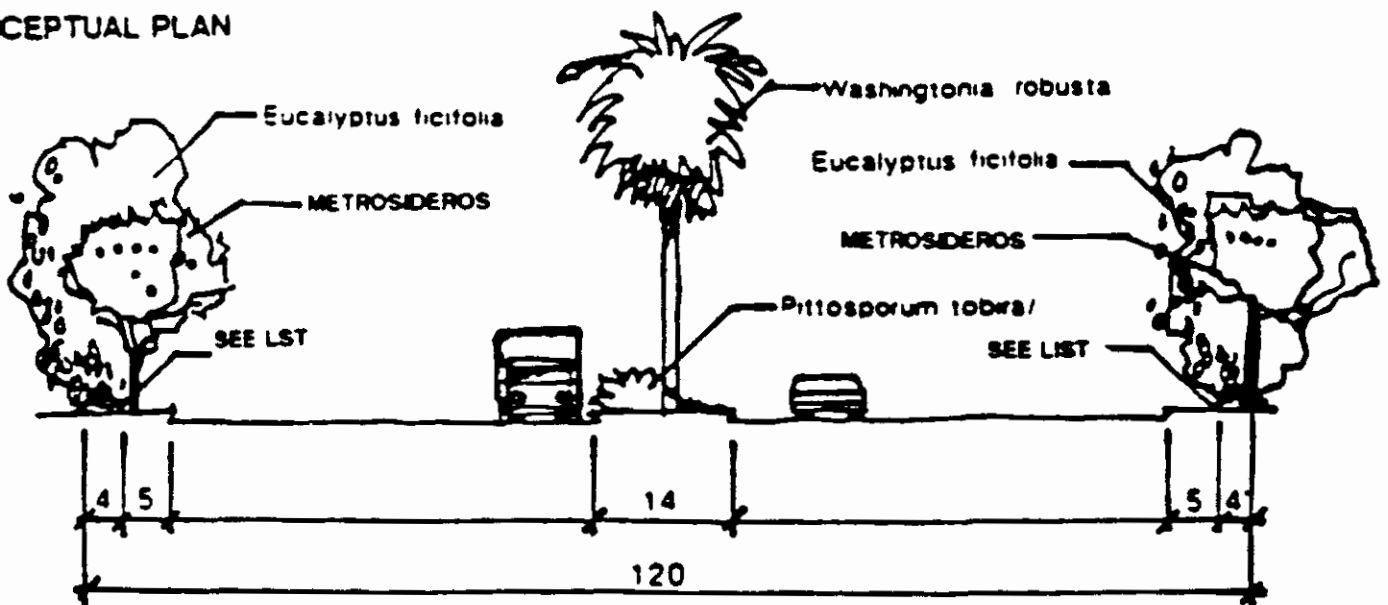 CEPTUAL PLAN
Eucalyptus ficifolia
Washingtonia robusta
Eucalyptus ficifolia
METROSIDEROS
METROSIDEROS
Pittosporum tobira/
SEE LST
SEE LIST
4 5 14 5 4'
120